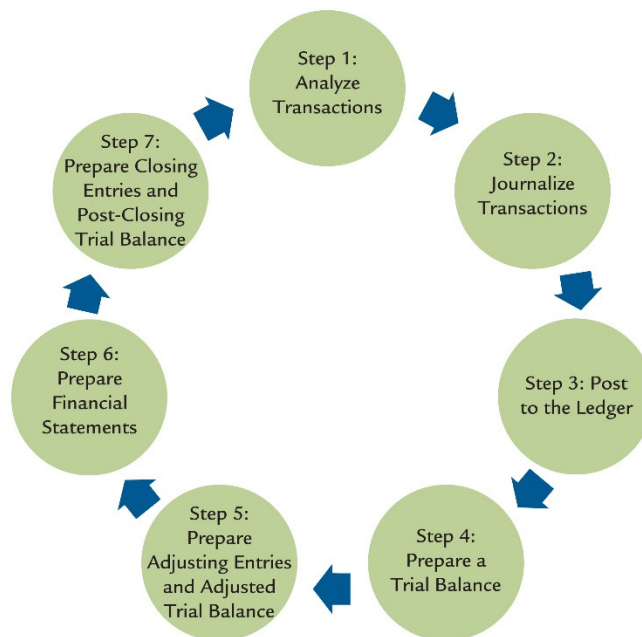 Step 1:
Analyze
Transactions
Step 2:
Journalize
Transactions
Step 3: Post
to the Ledger
Step 4:
Prepare a
Trial Balance
Step 5:
Prepare
Adjusting Entries
and Adjusted
Trial Balance
Step 6:
Prepare
Financial
Statements
Step 7:
Prepare Closing
Entries and
Post-Closing
Trial Balance